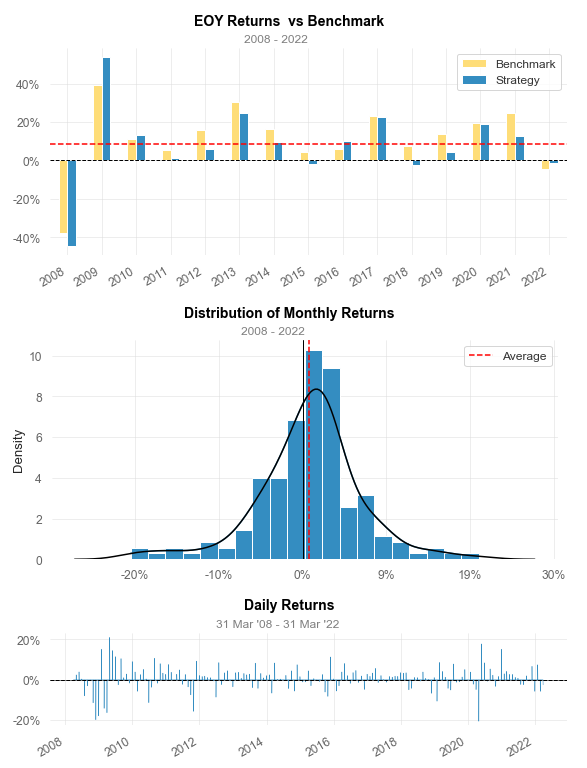 EOY Returns  vs Benchmark
2008 - 2022
Benchmark
Strategy
40%
20%
0%
-20%
-40%
2008 2009 2010 2011 2012 2013 2014 2015 2016 2017 2018 2019 2020 2021 2022
Distribution of Monthly Returns
2008 - 2022
Average
Density
10
8
6
4
2
0
-20% -10% 0% 9% 19% 30%
Daily Returns
31 Mar '08 - 31 Mar '22
20%
0%
-20%
2008 2010 2012 2014 2016 2018 2020 2022